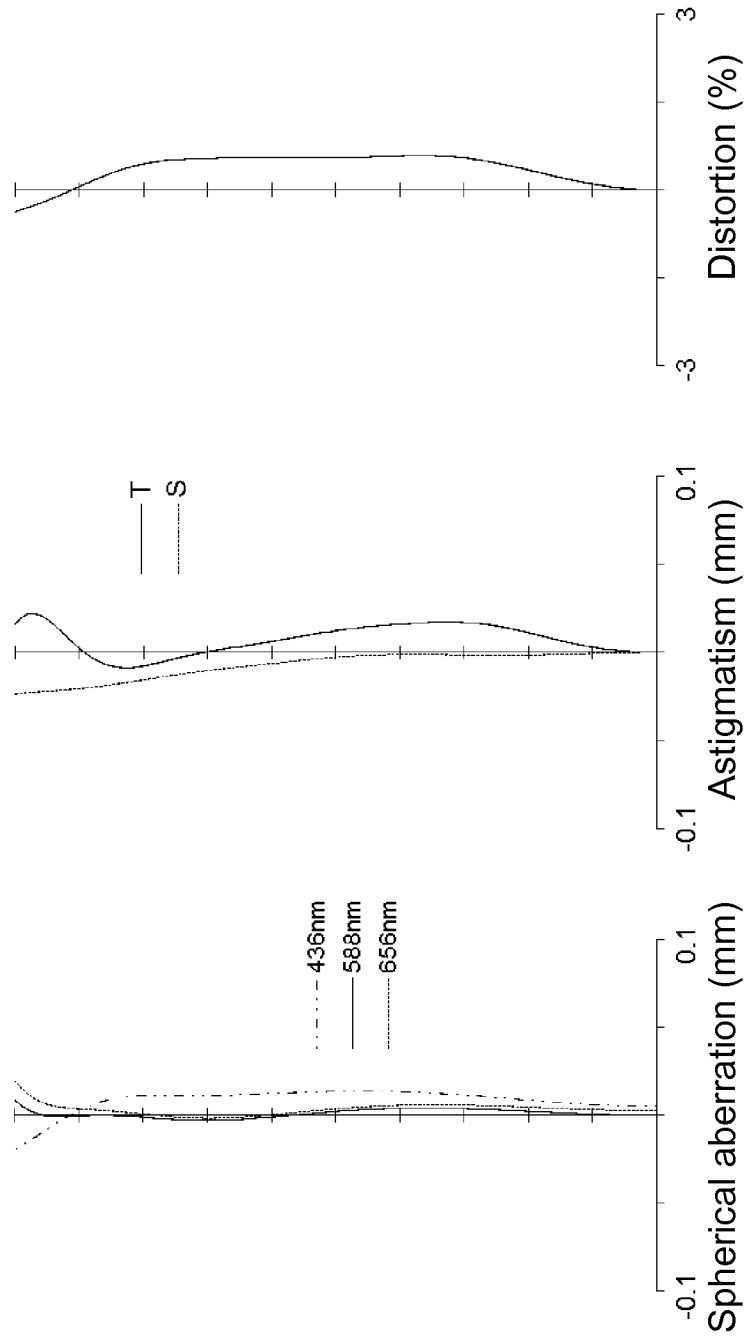 -0.1
0.1
Spherical aberration (mm)
436nm
588nm
656nm
-0.1
0.1
Astigmatism (mm)
T
S
-3
3
Distortion (%)